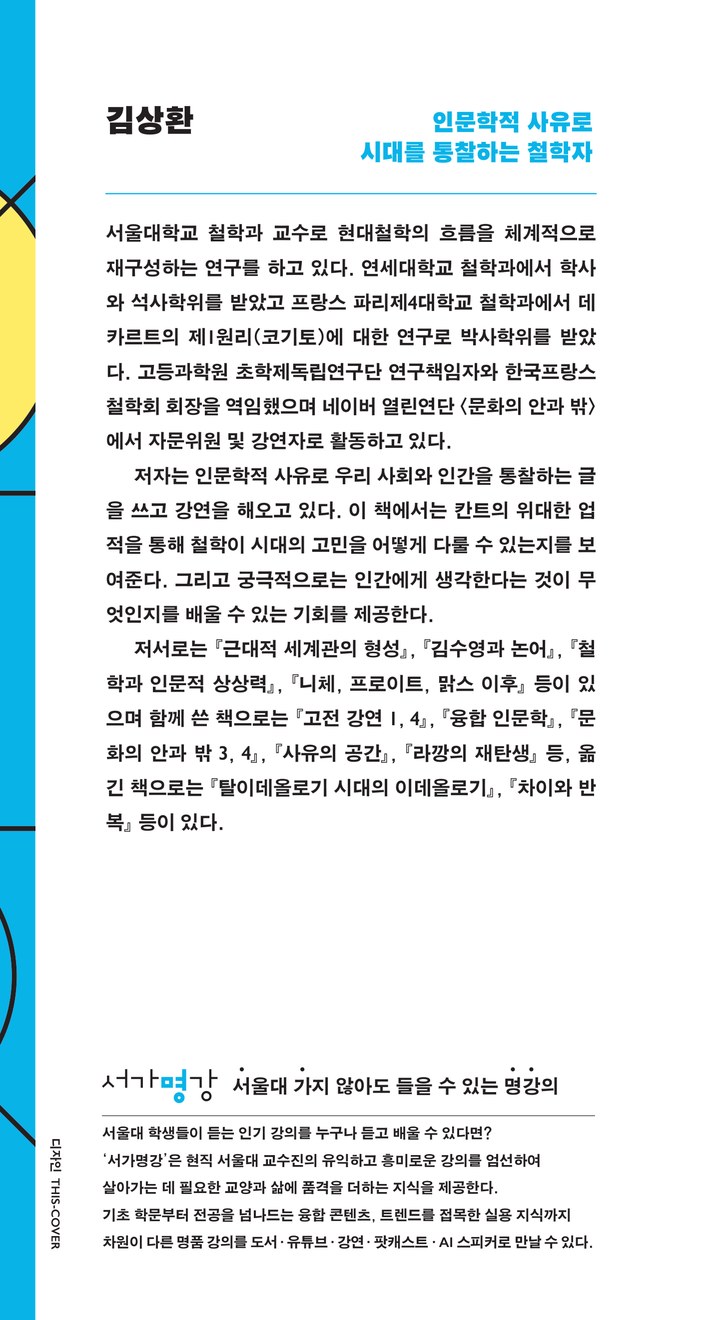 김상환
인문학적 사유로
시대를 통찰하는 철학자
서울대학교 철학과 교수로 현대철학의 흐름을 체계적으로
재구성하는 연구를 하고 있다. 연세대학교 철학과에서 학사
와 석사학위를 받았고 프랑스 파리제4대학교 철학과에서 데
카르트의 제1원리(코기토)에 대한 연구로 박사학위를 받았
다. 고등과학원 초학제독립연구단 연구책임자와 한국프랑스
철학회 회장을 역임했으며 네이버 열린연단 〈문화의 안과 밖〉
에서 자문위원 및 강연자로 활동하고 있다.
저자는 인문학적 사유로 우리 사회와 인간을 통찰하는 글
을 쓰고 강연을 해오고 있다. 이 책에서는 칸트의 위대한 업
적을 통해 철학이 시대의 고민을 어떻게 다룰 수 있는지를 보
여준다. 그리고 궁극적으로는 인간에게 생각한다는 것이 무
엇인지를 배울 수 있는 기회를 제공한다.
저서로는 『근대적 세계관의 형성』, 『김수영과 논어』, 『철
학과 인문적 상상력』, 『니체, 프로이트, 맑스 이후』 등이 있
으며 함께 쓴 책으로는 『고전 강연 1, 4』, 『융합 인문학』, 『문
화의 안과 밖 3, 4』, 『사유의 공간』, 『라깡의 재탄생』 등, 옮
긴 책으로는 『탈이데올로기 시대의 이데올로기』, 『차이와 반
복』 등이 있다.
서가명강 서울대 가지 않아도 들을 수 있는 명강의
서울대 학생들이 듣는 인기 강의를 누구나 듣고 배울 수 있다면?
‘서가명강’은 현직 서울대 교수진의 유익하고 흥미로운 강의를 엄선하여
살아가는 데 필요한 교양과 삶에 품격을 더하는 지식을 제공한다.
기초 학문부터 전공을 넘나드는 융합 콘텐츠, 트렌드를 접목한 실용 지식까지
차원이 다른 명품 강의를 도서·유튜브·강연·팟캐스트·AI 스피커로 만날 수 있다.
디자인 THIS-COVER